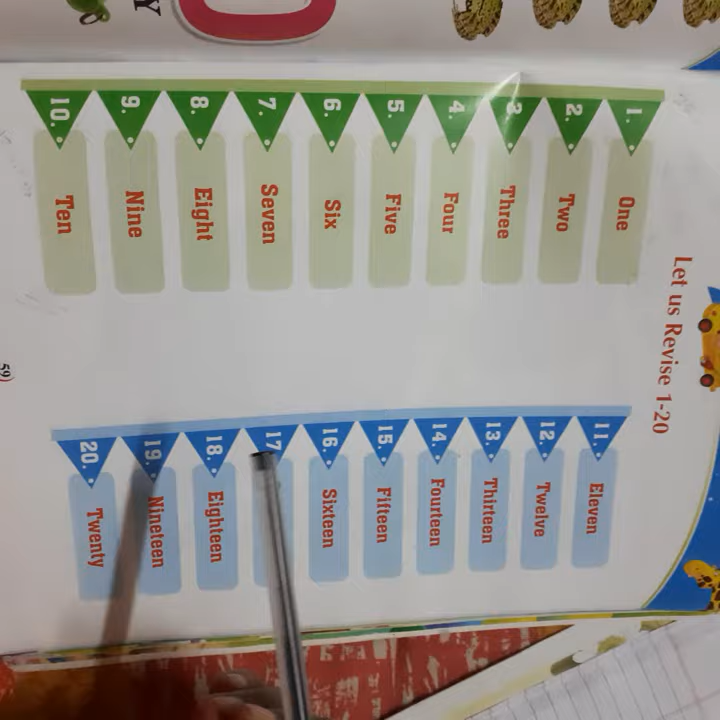 Let us Revise 1-20
1. One
2. Two
3. Three
4. Four
5. Five
6. Six
7. Seven
8. Eight
9. Nine
10. Ten
11. Eleven
12. Twelve
13. Thirteen
14. Fourteen
15. Fifteen
16. Sixteen
17
18. Eighteen
19. Nineteen
20. Twenty
59